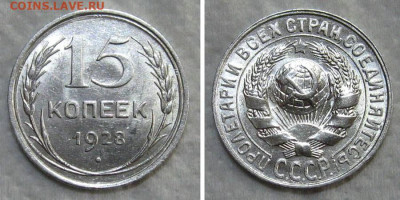 COINS.LAVE.RU
15
КОПЕЕК
1928
ПРОЛЕТАРИИ ВСЕХ СТРАН, СОЕДИНЯЙТЕСЬ!
СССР